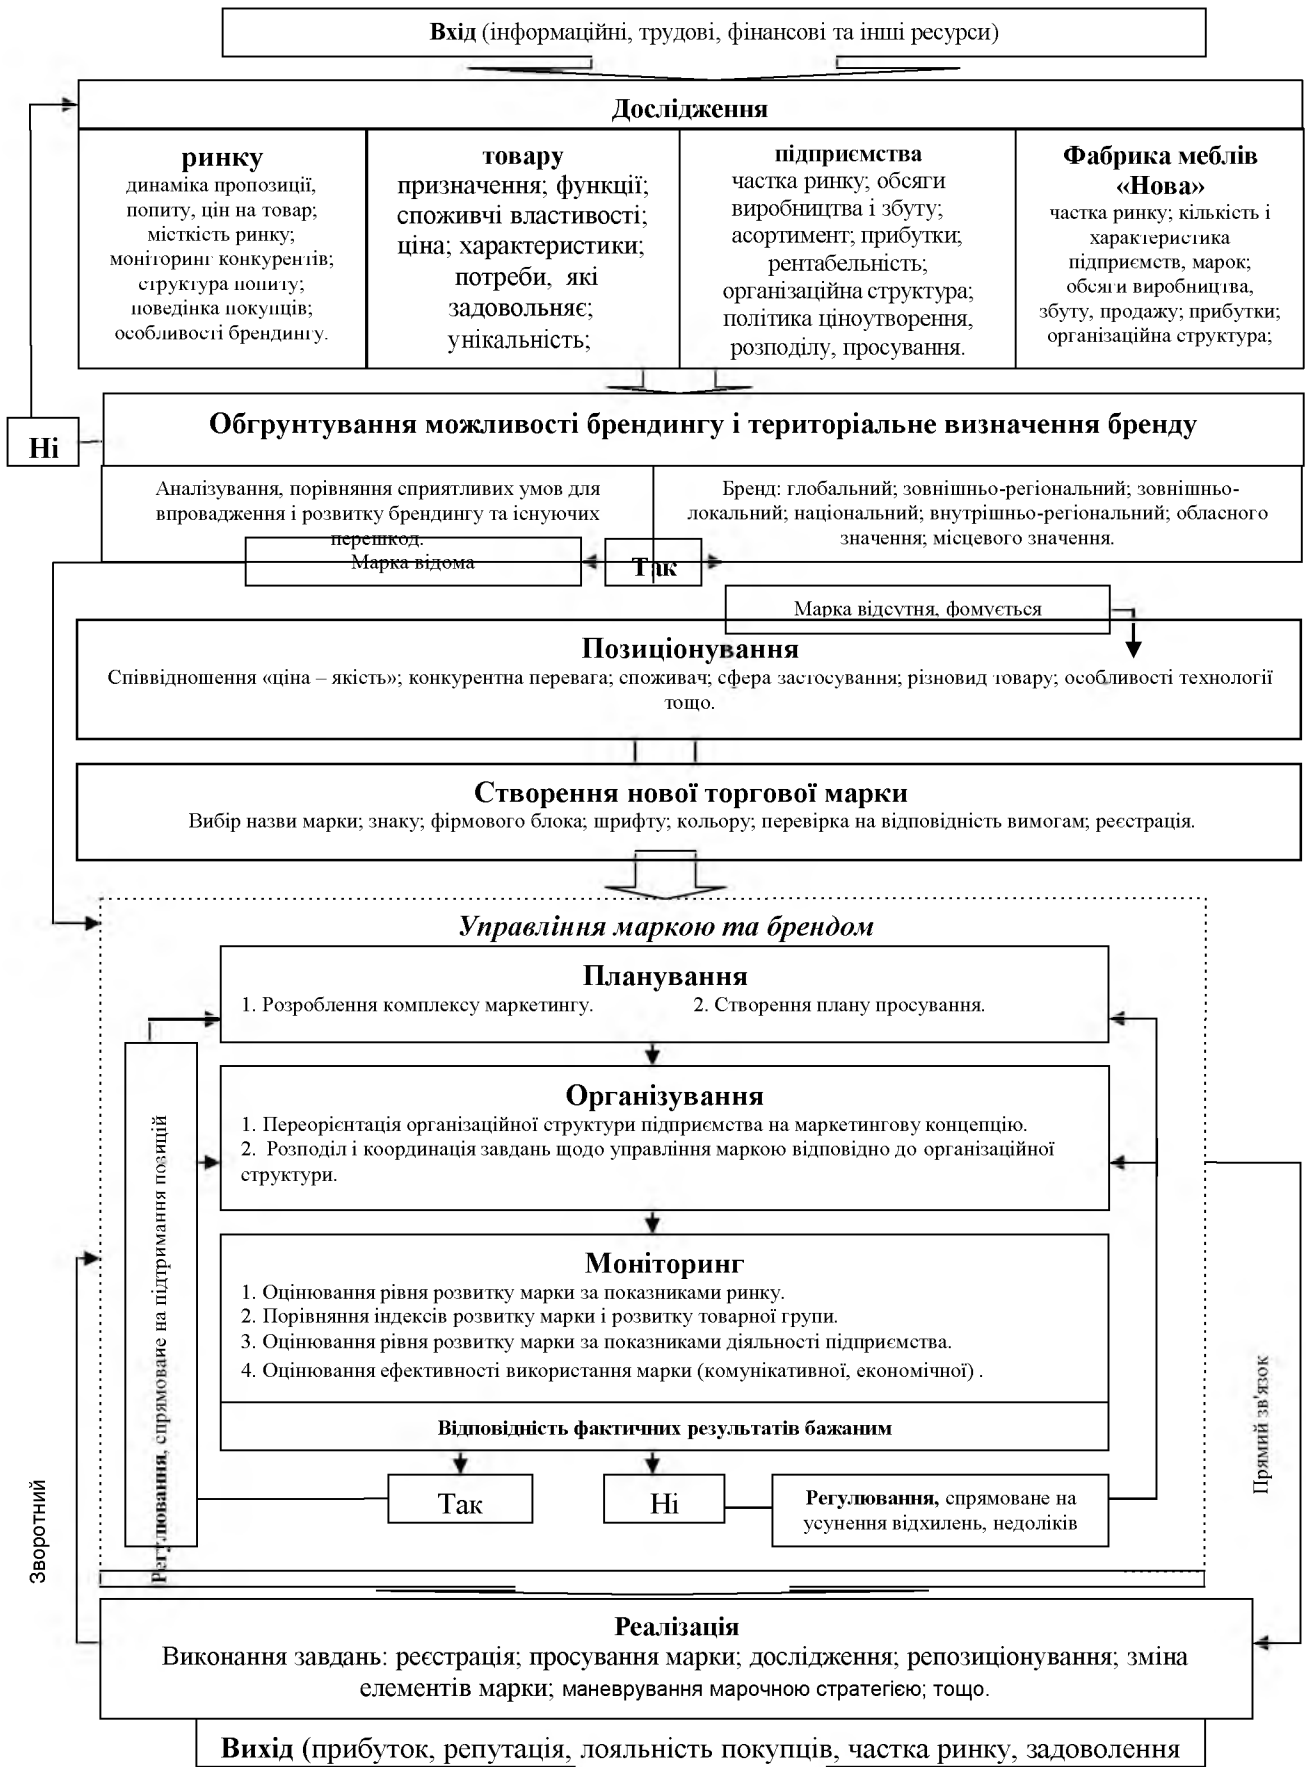 Вхід (інформаційні, трудові, фінансові та інші ресурси)
Дослідження
ринку
динаміка пропозиції,
попиту, цін на товар;
місткість ринку;
моніторинг конкурентів;
структура попиту;
поведінка покупців;
особливості брендингу.
товару
призначення; функції;
споживчі властивості;
ціна; характеристики;
потреби, які
задовольняє;
унікальність;
підприємства
частка ринку; обсяги
виробництва і збуту;
асортимент; прибутки;
рентабельність;
організаційна структура;
політика ціноутворення,
розподілу, просування.
Фабрика меблів
«Нова»
частка ринку; кількість і
характеристика
підприємств, марок;
обсяги виробництва,
збуту, продажу; прибутки;
організаційна структура;
Ні
Обгрунтування можливості брендингу і територіальне визначення бренду
Аналізування, порівняння сприятливих умов для
впровадження і розвитку брендингу та існуючих
перешкод.
Бренд: глобальний; зовнішньо-регіональний; зовнішньо-
локальний; національний; внутрішньо-регіональний; обласного
значення; місцевого значення.
Марка відома
Так
Марка відсутня, фомується
Позиціонування
Співвідношення «ціна – якість»; конкурентна перевага; споживач; сфера застосування; різновид товару; особливості технології
тощо.
Створення нової торгової марки
Вибір назви марки; знаку; фірмового блока; шрифту; кольору; перевірка на відповідність вимогам; реєстрація.
Управління маркою та брендом
Планування
1. Розроблення комплексу маркетингу. 2. Створення плану просування.
Організування
1. Переорієнтація організаційної структури підприємства на маркетингову концепцію.
2. Розподіл і координація завдань щодо управління маркою відповідно до організаційної
структури.
Моніторинг
1. Оцінювання рівня розвитку марки за показниками ринку.
2. Порівняння індексів розвитку марки і розвитку товарної групи.
3. Оцінювання рівня розвитку марки за показниками діяльності підприємства.
4. Оцінювання ефективності використання марки (комунікативної, економічної) .
Відповідність фактичних результатів бажаним
Так
Ні
Регулювання, спрямоване на
усунення відхилень, недоліків
Регулювання, спрямоване на підтримання позицій
Зворотний
Прямий зв'язок
Реалізація
Виконання завдань: реєстрація; просування марки; дослідження; репозиціонування; зміна
елементів марки; маневрування марочною стратегією; тощо.
Вихід (прибуток, репутація, лояльність покупців, частка ринку, задоволення